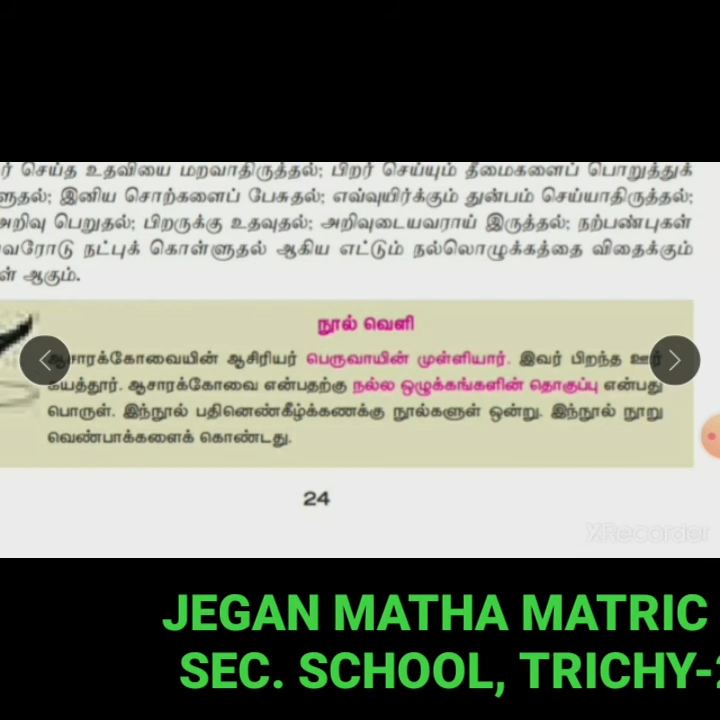 செய்த உதவியை மறவாதிருத்தல்; பிறர் செய்யும் தீமைகளைப் பொறுத்துக்
இனிய சொற்களைப் பேசுதல்; எவ்வுயிர்க்கும் துன்பம் செய்யாதிருத்தல்;
அறிவு பெறுதல்; பிறருக்கு உதவுதல்; அறிவுடையவராய் இருத்தல்; நற்பண்புகள்
நட்புக் கொள்ளுதல் ஆகிய எட்டும் நல்லொழுக்கத்தை விதைக்கும்
ஆகும்.
நூல் வெளி
ஆசாரக்கோவையின் ஆசிரியர் பெருவாயின் முள்ளியார். இவர் பிறந்த ஊர்
கயத்தூர். ஆசாரக்கோவை என்பதற்கு நல்ல ஒழுக்கங்களின் தொகுப்பு என்பது
பொருள். இந்நூல் பதினெண்கீழ்க்கணக்கு நூல்களுள் ஒன்று. இந்நூல் நூறு
வெண்பாக்களைக் கொண்டது.
24
XRecorder
JEGAN MATHA MATRIC
SEC. SCHOOL, TRICHY-2